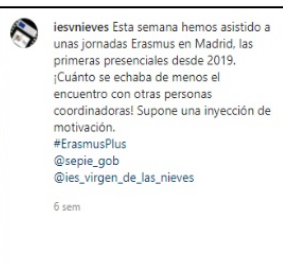 iesvnieves Esta semana hemos asistido a
unas jornadas Erasmus en Madrid, las
primeras presenciales desde 2019.
¡Cuánto se echaba de menos el
encuentro con otras personas
coordinadoras! Supone una inyección de
motivación.
#ErasmusPlus
@sepie_gob
@ies_virgen_de_las_nieves
6 sem